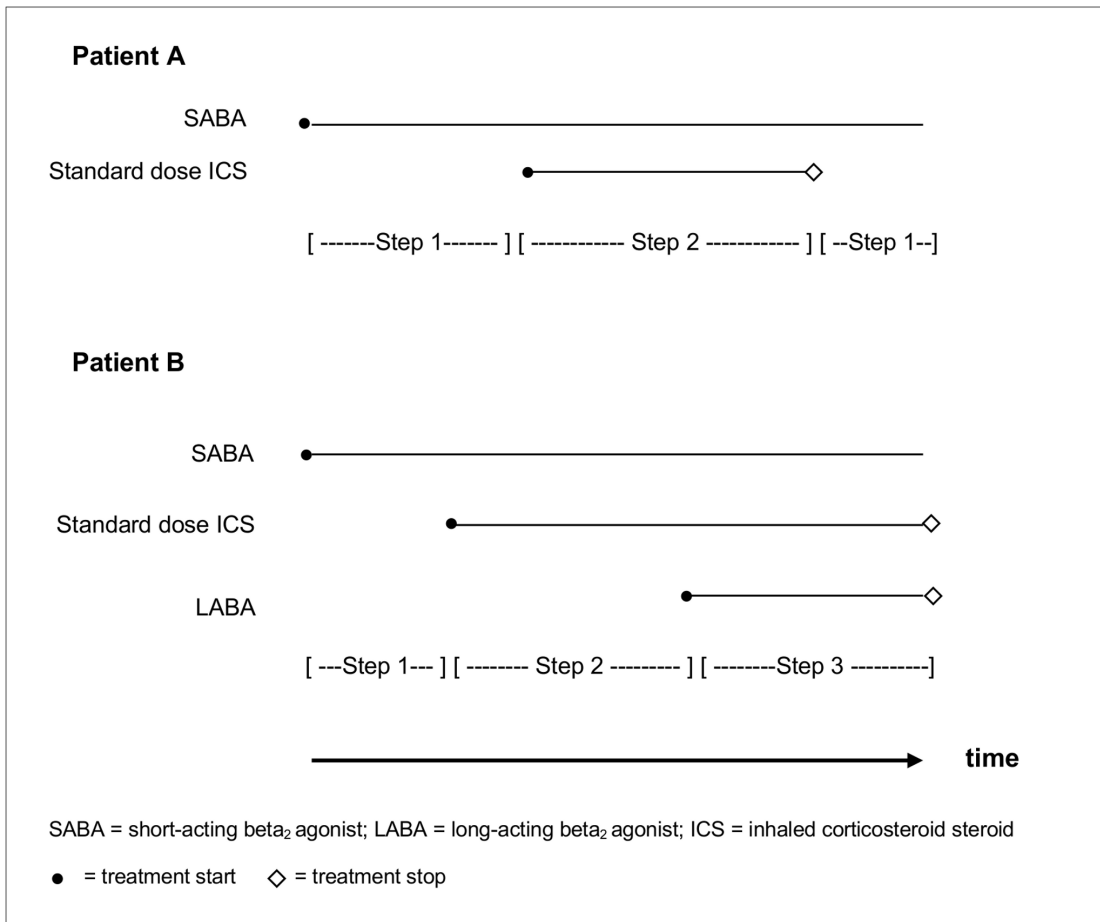 Patient A
SABA
Standard dose ICS
[ -------Step 1------- ] [ ------------ Step 2 ------------ ] [ --Step 1--]
Patient B
SABA
Standard dose ICS
LABA
[ ---Step 1--- ] [ -------- Step 2 --------- ] [ --------Step 3 ----------]
time
SABA = short-acting beta₂ agonist; LABA = long-acting beta₂ agonist; ICS = inhaled corticosteroid steroid
● = treatment start ◇ = treatment stop